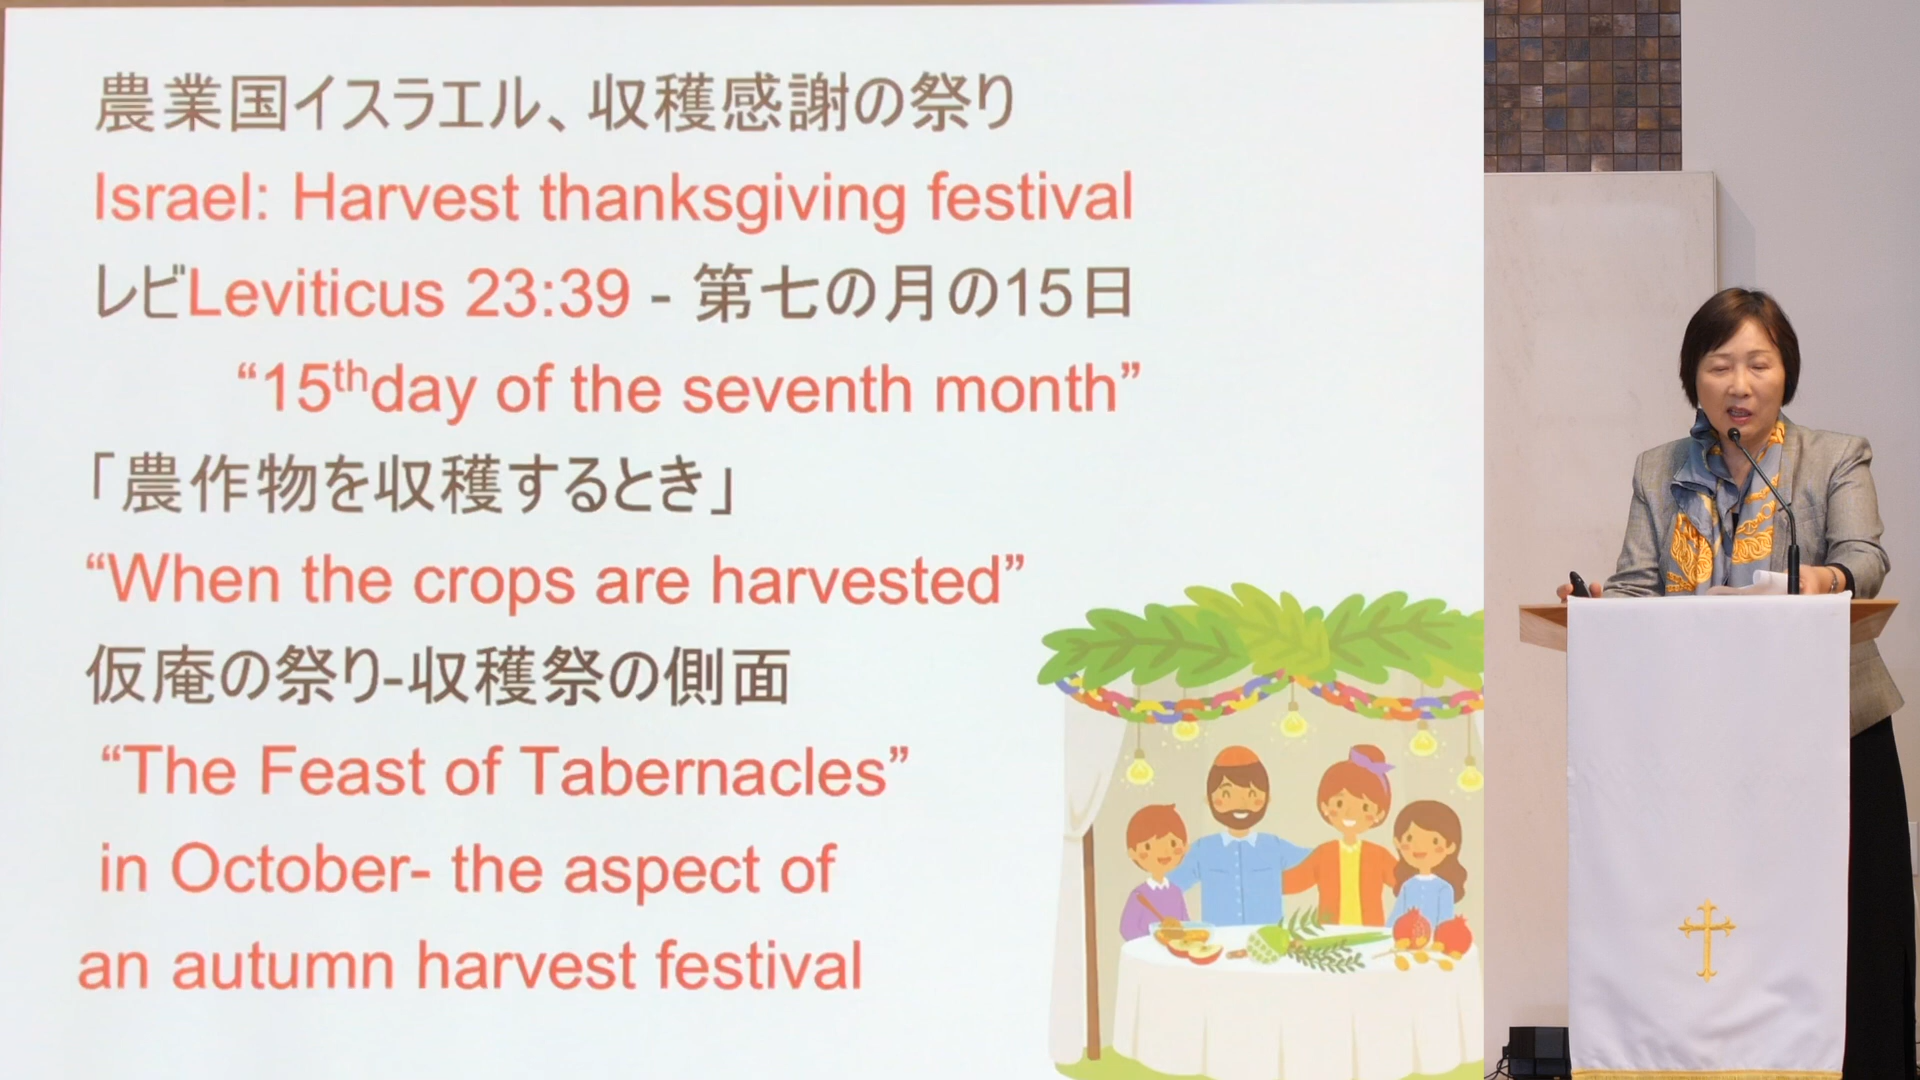 農業国イスラエル、収穫感謝の祭り
Israel: Harvest thanksgiving festival
レビLeviticus 23:39 - 第七の月の15日
“15thday of the seventh month”
「農作物を収穫するとき」
“When the crops are harvested”
仮庵の祭り-収穫祭の側面
“The Feast of Tabernacles”
in October- the aspect of
an autumn harvest festival